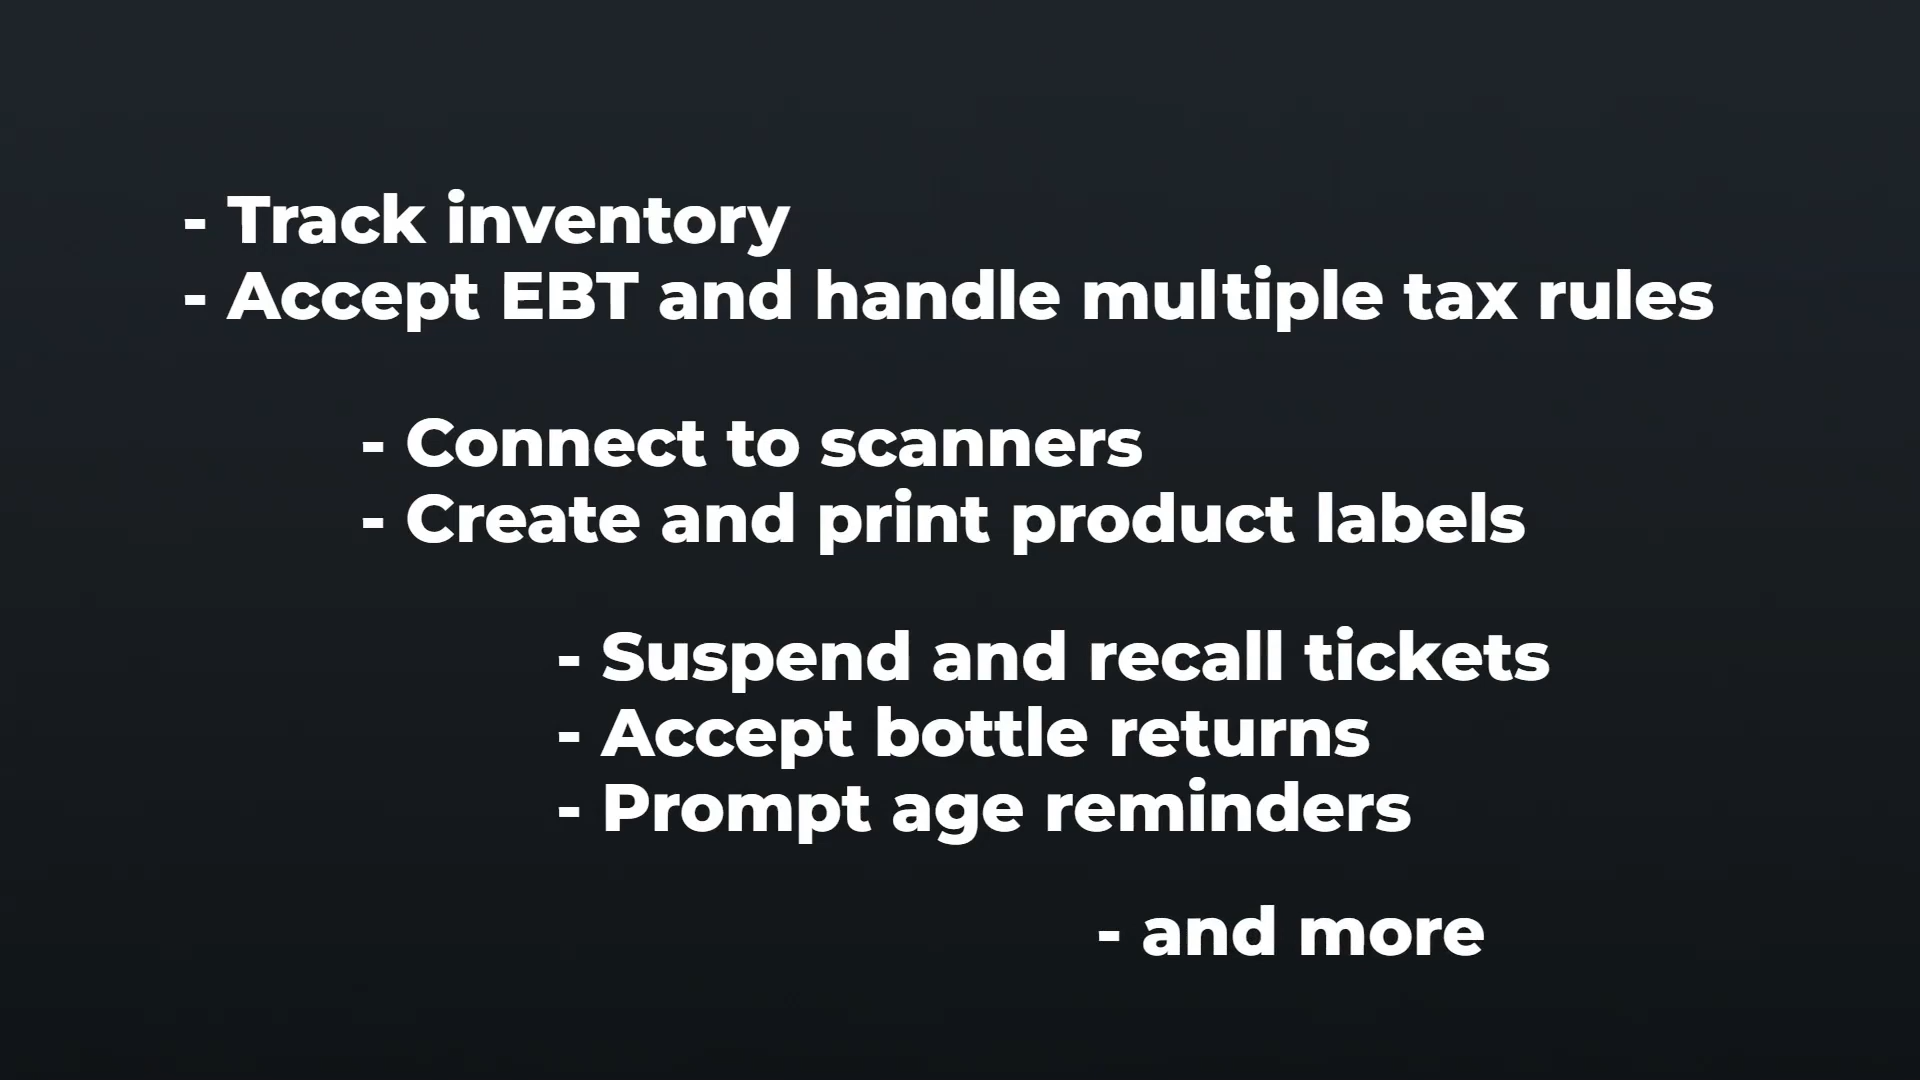 - Track inventory
- Accept EBT and handle multiple tax rules
- Connect to scanners
- Create and print product labels
- Suspend and recall tickets
- Accept bottle returns
- Prompt age reminders
- and more